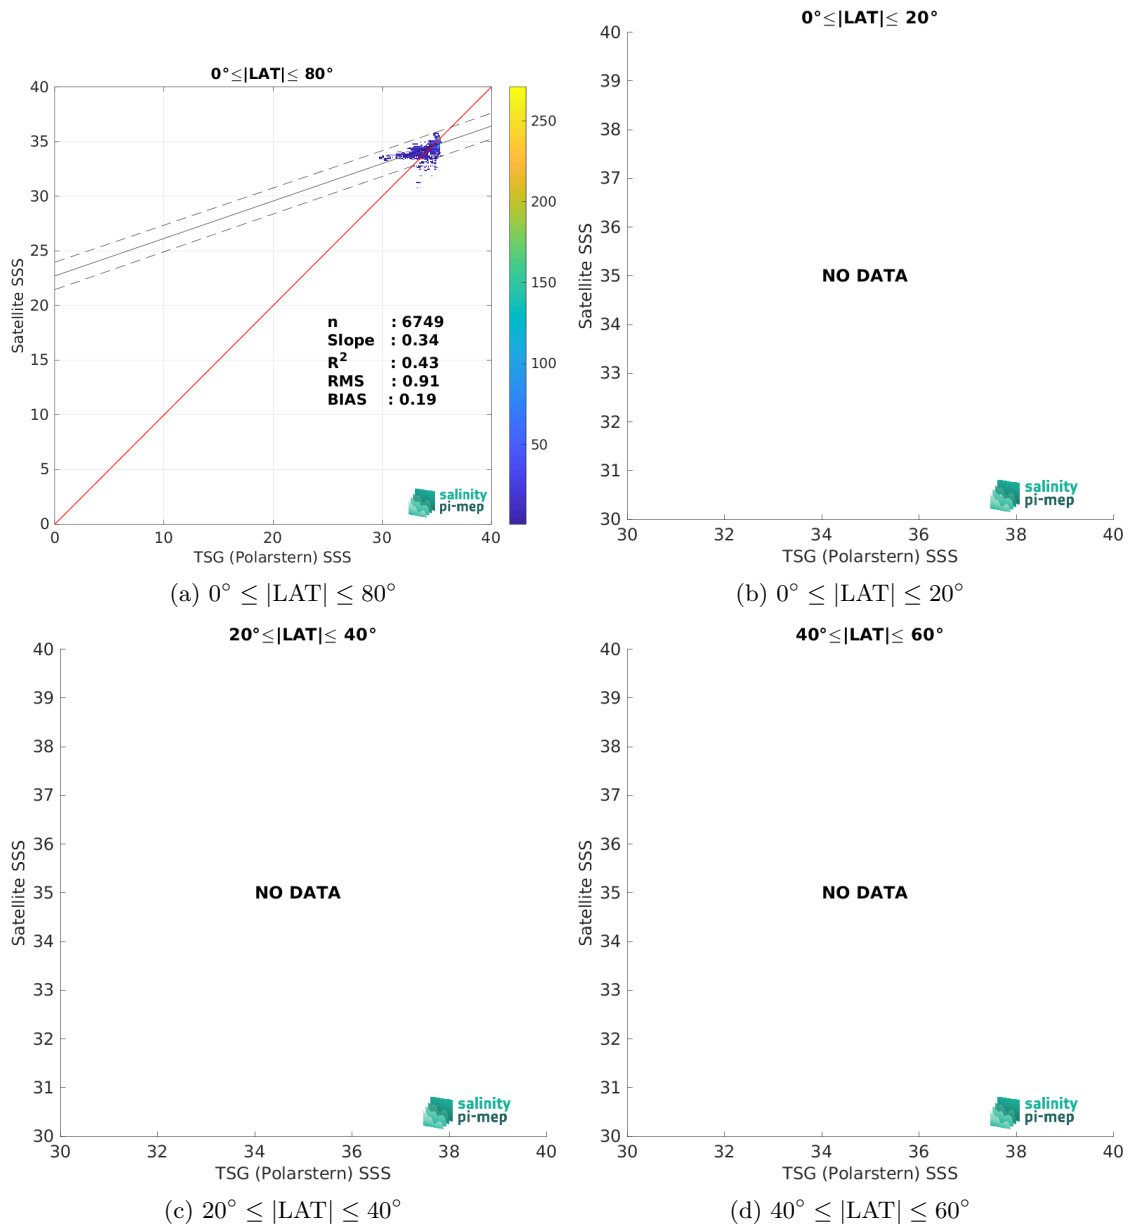 0°≤|LAT|≤ 80°
40
35
30
25
20
15
10
5
0
0
10
20
30
40
Satellite SSS
TSG (Polarstern) SSS
n : 6749
Slope : 0.34
R² : 0.43
RMS : 0.91
BIAS : 0.19
250
200
150
100
50
salinity
pi-mep
(a) 0° ≤ |LAT| ≤ 80°
0°≤|LAT|≤ 20°
40
39
38
37
36
35
34
33
32
31
30
30
32
34
36
38
40
Satellite SSS
TSG (Polarstern) SSS
NO DATA
salinity
pi-mep
(b) 0° ≤ |LAT| ≤ 20°
20°≤|LAT|≤ 40°
40
39
38
37
36
35
34
33
32
31
30
30
32
34
36
38
40
Satellite SSS
TSG (Polarstern) SSS
NO DATA
salinity
pi-mep
(c) 20° ≤ |LAT| ≤ 40°
40°≤|LAT|≤ 60°
40
39
38
37
36
35
34
33
32
31
30
30
32
34
36
38
40
Satellite SSS
TSG (Polarstern) SSS
NO DATA
salinity
pi-mep
(d) 40° ≤ |LAT| ≤ 60°